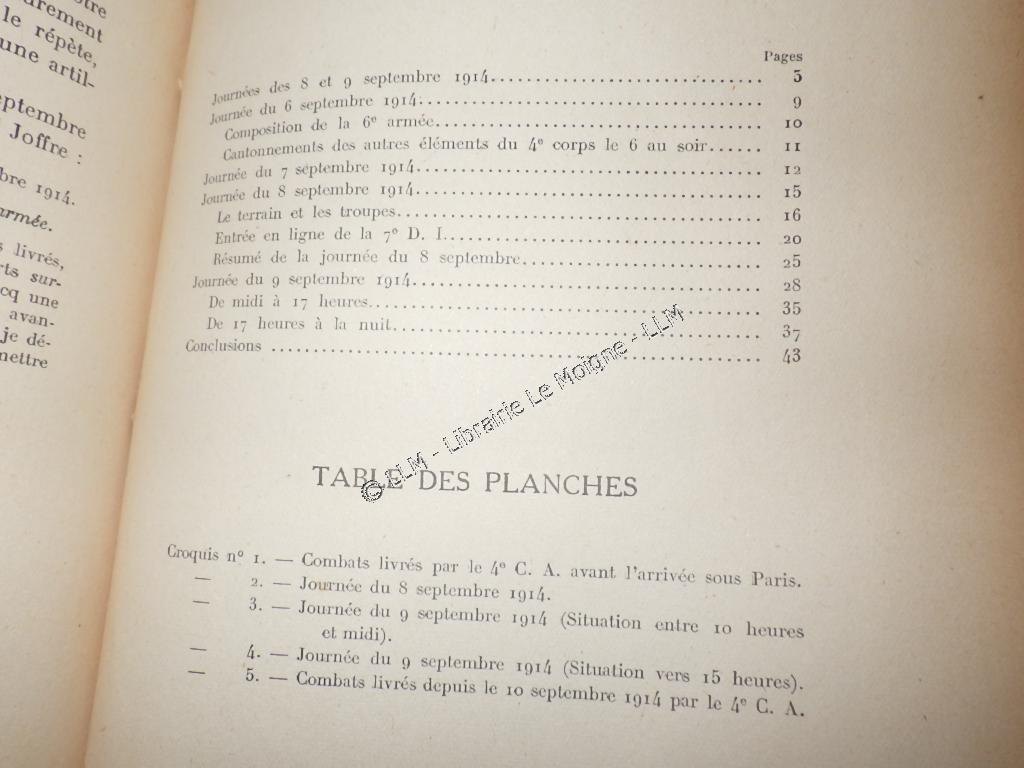 otre
urement
le répète,
une artil-
eptembre
Joffre :
bre 1914.
armée.
s livrés,
rts sur-
cq une
avan-
je dé-
mettre
Pages
Journées des 8 et 9 septembre 1914............................ 5
Journée du 6 septembre 1914.................................... 9
Composition de la 6e armée.................................... 10
Cantonnements des autres éléments du 4e corps le 6 au soir...... 11
Journée du 7 septembre 1914.................................... 12
Journée du 8 septembre 1914.................................... 15
Le terrain et les troupes...................................... 16
Entrée en ligne de la 7e D. I.................................. 20
Résumé de la journée du 8 septembre............................ 25
Journée du 9 septembre 1914.................................... 28
De midi à 17 heures............................................ 35
De 17 heures à la nuit......................................... 37
Conclusions ................................................... 43
© LLM - Librairie Le Moigne - LLM
TABLE DES PLANCHES
Croquis no 1. — Combats livrés par le 4e C. A. avant l'arrivée sous Paris.
— 2. — Journée du 8 septembre 1914.
— 3. — Journée du 9 septembre 1914 (Situation entre 10 heures
et midi).
— 4. — Journée du 9 septembre 1914 (Situation vers 15 heures).
— 5. — Combats livrés depuis le 10 septembre 1914 par le 4e C. A.